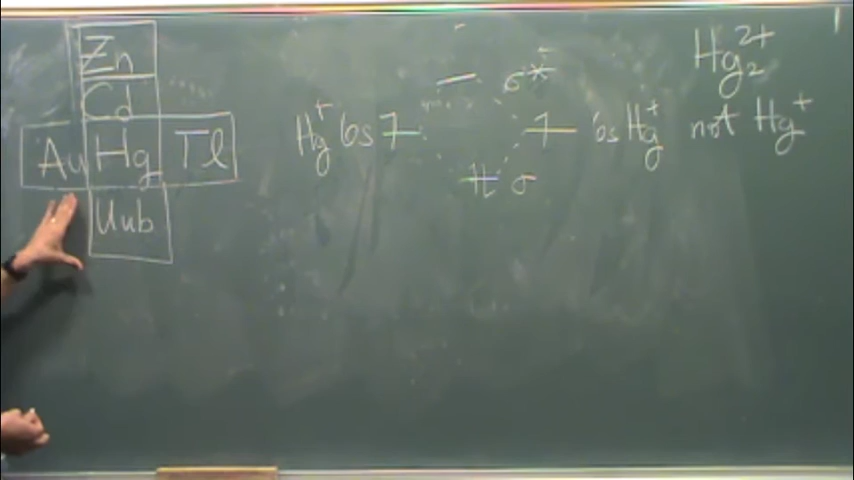 Zn
Cd
Au Hg Tl
Uub
σ*
Hg⁺ 6s 6s Hg⁺
σ
Hg₂²⁺
not Hg⁺